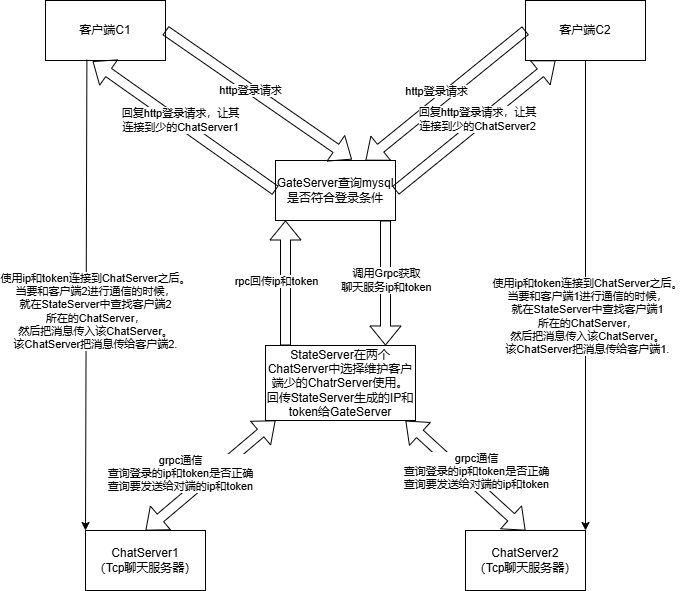 客户端C1
客户端C2
http登录请求
http登录请求
回复http登录请求，让其
连接到少的ChatServer1
回复http登录请求，让其
连接到少的ChatServer2
GateServer查询mysql
是否符合登录条件
使用ip和token连接到ChatServer之后。
当要和客户端2进行通信的时候，
就在StateServer中查找客户端2
所在的ChatServer，
然后把消息传入该ChatServer。
该ChatServer把消息传给客户端2.
rpc回传ip和token
调用Grpc获取
聊天服务ip和token
使用ip和token连接到ChatServer之后。
当要和客户端1进行通信的时候，
就在StateServer中查找客户端1
所在的ChatServer，
然后把消息传入该ChatServer。
该ChatServer把消息传给客户端1.
StateServer在两个
ChatServer中选择维护客户
端少的ChatrServer使用。
回传StateServer生成的IP和
token给GateServer
grpc通信
查询登录的ip和token是否正确
查询要发送给对端的ip和token
grpc通信
查询登录的ip和token是否正确
查询要发送给对端的ip和token
ChatServer1
（Tcp聊天服务器）
ChatServer2
（Tcp聊天服务器）